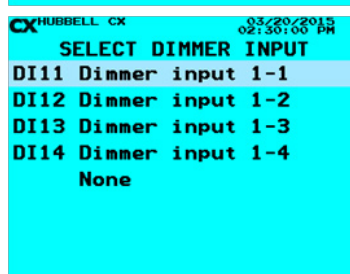 CX HUBBELL CX 03/20/2015
02:30:00 PM
SELECT DIMMER INPUT
DI11 Dimmer input 1-1
DI12 Dimmer input 1-2
DI13 Dimmer input 1-3
DI14 Dimmer input 1-4
None